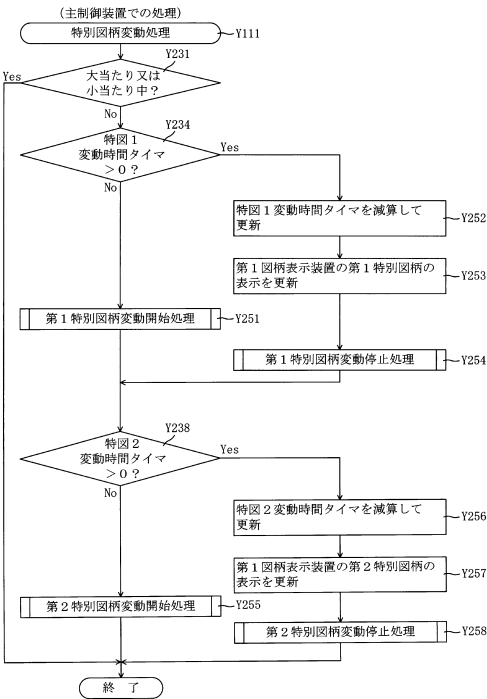 (主制御装置での処理)
特別図柄変動処理
Y111
Y231
大当たり又は
小当たり中？
Yes
No
Y234
特図１
変動時間タイマ
＞０？
Yes
No
特図１変動時間タイマを減算して
更新
Y252
第１図柄表示装置の第１特別図柄の
表示を更新
Y253
第１特別図柄変動開始処理
Y251
第１特別図柄変動停止処理
Y254
Y238
特図２
変動時間タイマ
＞０？
Yes
No
特図２変動時間タイマを減算して
更新
Y256
第１図柄表示装置の第２特別図柄の
表示を更新
Y257
第２特別図柄変動開始処理
Y255
第２特別図柄変動停止処理
Y258
終　了